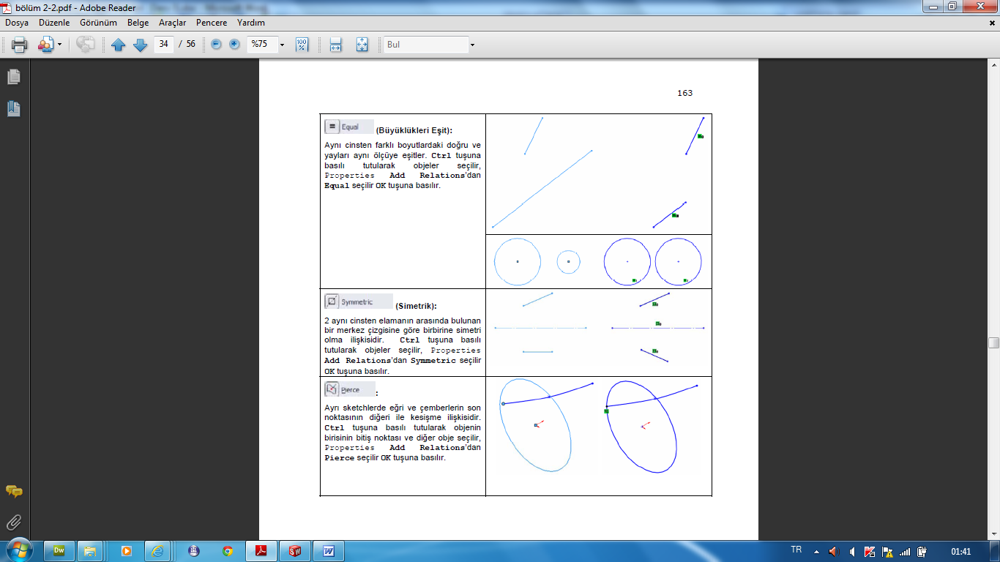 bölüm 2-2.pdf - Adobe Reader
Dosya Düzenle Görünüm Belge Araçlar Pencere Yardım
34 / 56 %75 Bul
163
Equal (Büyüklükleri Eşit):
Aynı cinsten farklı boyutlardaki doğru ve
yayları aynı ölçüye eşitler. Ctrl tuşuna
basılı tutularak objeler seçilir,
Properties Add Relations'dan
Equal seçilir OK tuşuna basılır.
Symmetric (Simetrik):
2 aynı cinsten elamanın arasında bulunan
bir merkez çizgisine göre birbirine simetri
olma ilişkisidir. Ctrl tuşuna basılı
tutularak objeler seçilir, Properties
Add Relations'dan Symmetric seçilir
OK tuşuna basılır.
Pierce :
Ayrı sketchlerde eğri ve çemberlerin son
noktasının diğeri ile kesişme ilişkisidir.
Ctrl tuşuna basılı tutularak objenin
birisinin bitiş noktası ve diğer obje seçilir,
Properties Add Relations'dan
Pierce seçilir OK tuşuna basılır.
TR 01:41